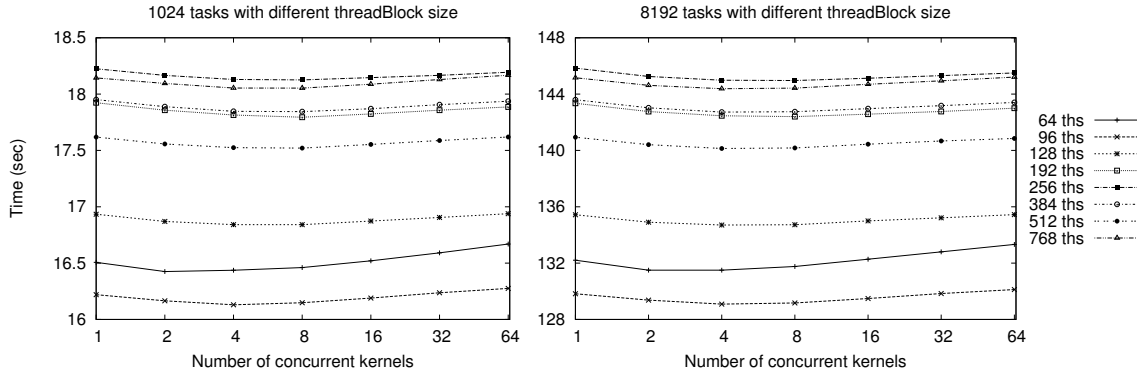 1024 tasks with different threadBlock size
18.5
18
17.5
17
16.5
16
Time (sec)
1 2 4 8 16 32 64
Number of concurrent kernels
8192 tasks with different threadBlock size
148
144
140
136
132
128
1 2 4 8 16 32 64
Number of concurrent kernels
64 ths
96 ths
128 ths
192 ths
256 ths
384 ths
512 ths
768 ths